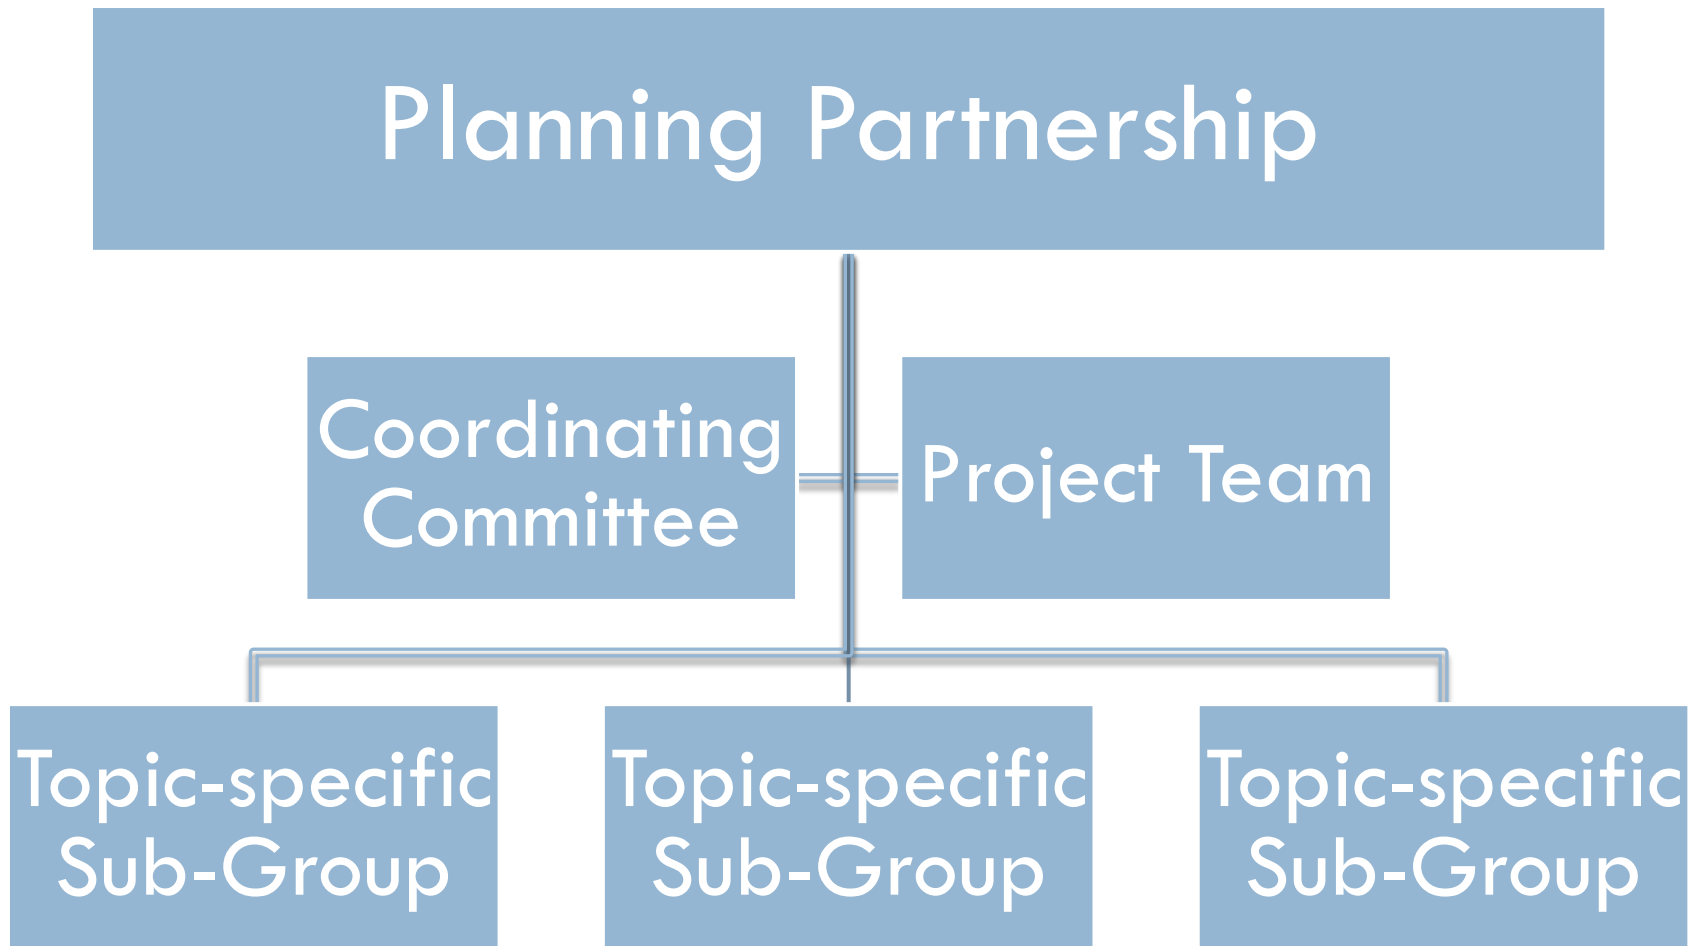 Planning Partnership
Coordinating
Committee
Project Team
Topic-specific
Sub-Group
Topic-specific
Sub-Group
Topic-specific
Sub-Group